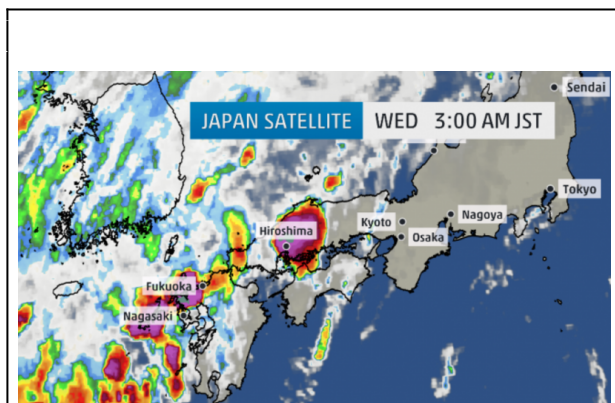 Sendai
JAPAN SATELLITE WED 3:00 AM JST
Tokyo
Nagoya
Kyoto
Hiroshima
Osaka
Fukuoka
Nagasaki